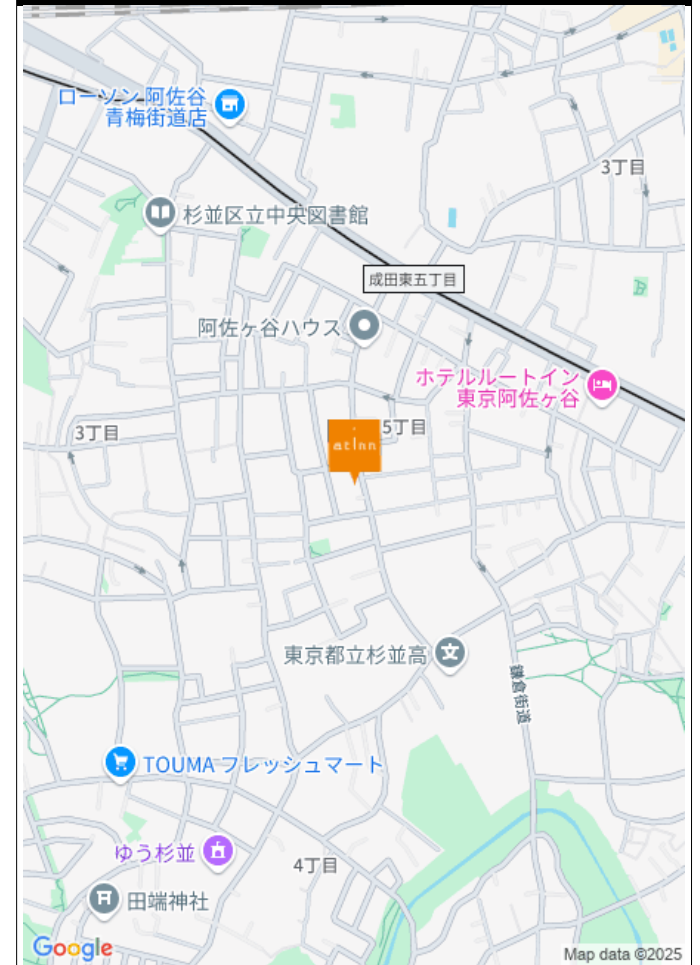 ローソン 阿佐谷
青梅街道店
3丁目
杉並区立中央図書館
成田東五丁目
阿佐ヶ谷ハウス
ホテルルートイン
東京阿佐ヶ谷
3丁目
5丁目
at Inn
東京都立杉並高
文
鎌倉街道
TOUMA フレッシュマート
ゆう杉並
4丁目
田端神社
Google
Map data ©2025